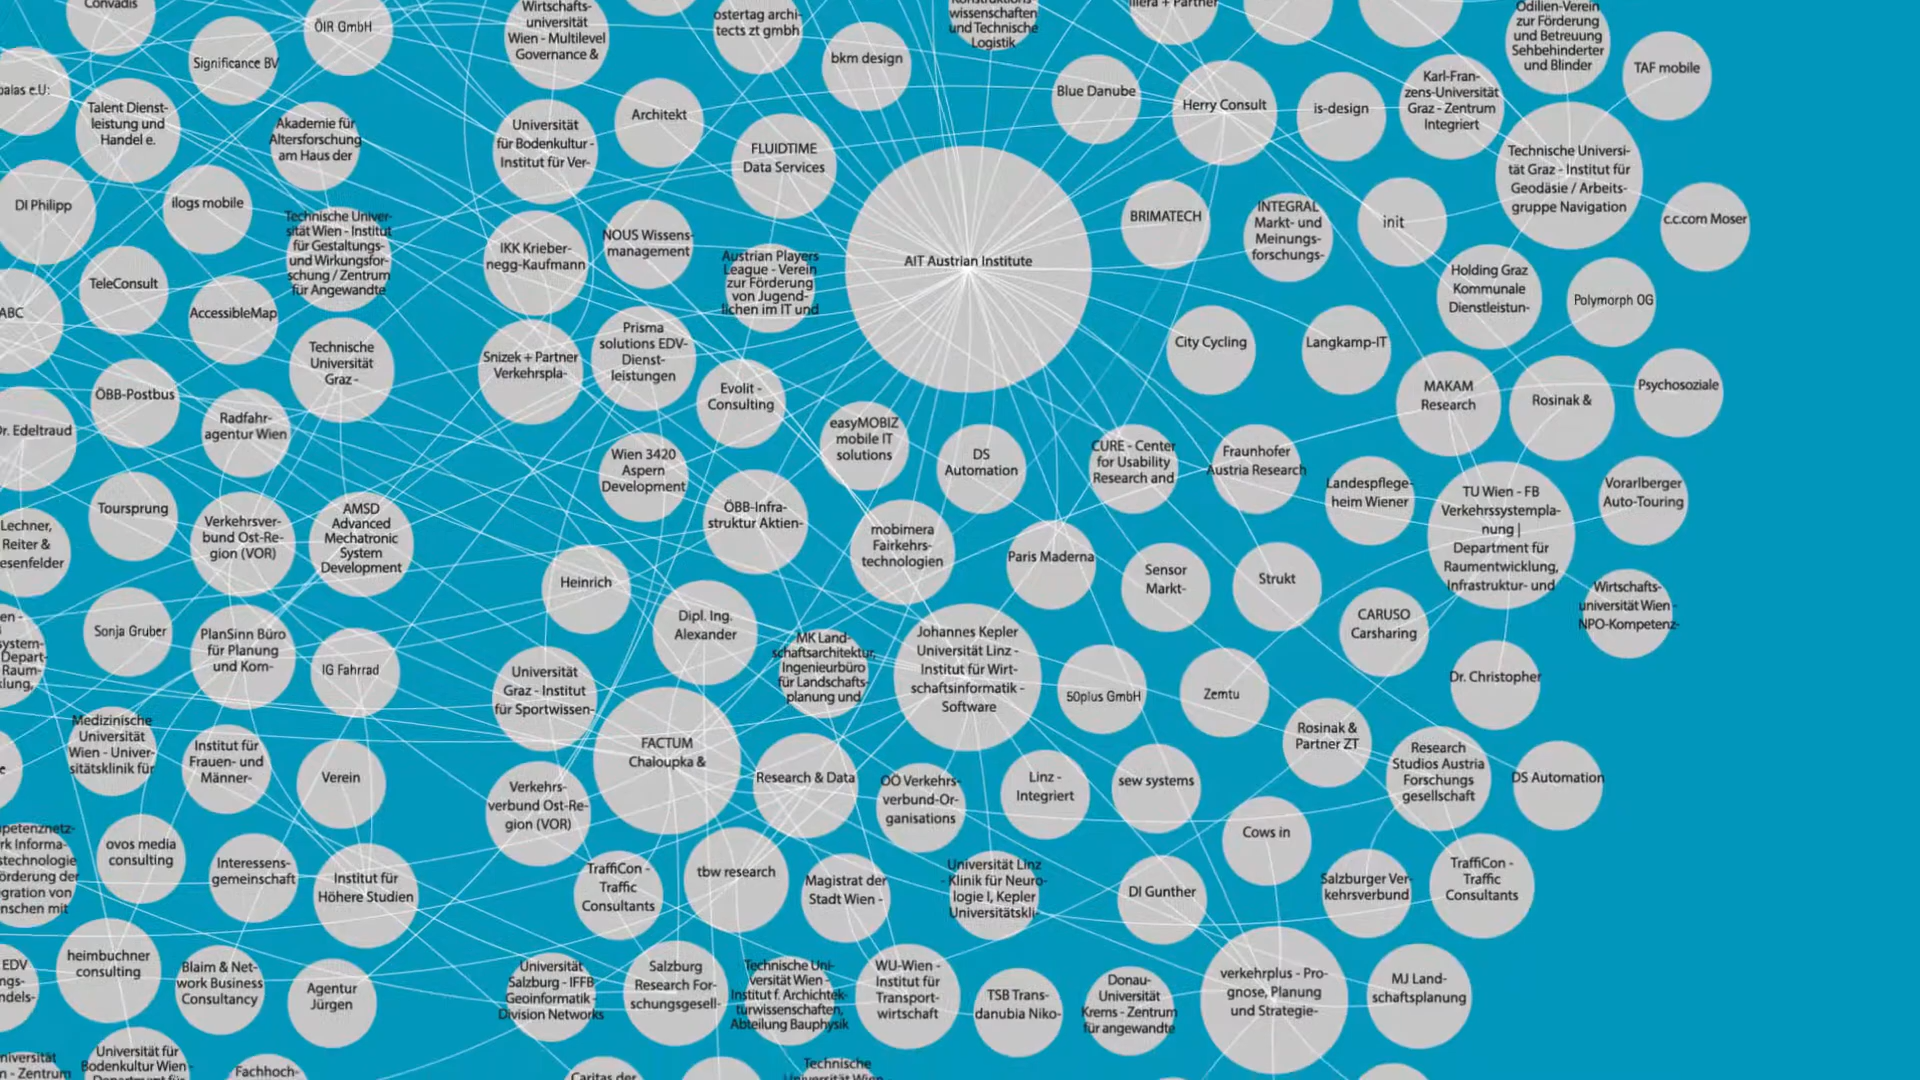 Convadis
ÖIR GmbH
Wirtschafts-
universität
Wien - Multilevel
Governance &
ostertag archi-
tects zt gmbh
wissenschaften
und Technische
Logistik
Odilien-Verein
zur Förderung
und Betreuung
Sehbehinderter
und Blinder
Significance BV
bkm design
TAF mobile
Talent Dienst-
leistung und
Handel e.
Akademie für
Altersforschung
am Haus der
Universität
für Bodenkultur -
Institut für Ver-
Architekt
FLUIDTIME
Data Services
Blue Danube
Herry Consult
is-design
Karl-Fran-
zens-Universität
Graz - Zentrum
Integriert
Technische Universi-
tät Graz - Institut für
Geodäsie / Arbeits-
gruppe Navigation
DI Philipp
ilogs mobile
Technische Univer-
sität Wien - Institut
für Gestaltungs-
und Wirkungsfor-
schung / Zentrum
für Angewandte
IKK Krieber-
negg-Kaufmann
NOUS Wissens-
management
Austrian Players
League - Verein
zur Förderung
von Jugend-
lichen im IT und
AIT Austrian Institute
BRIMATECH
INTEGRAL
Markt- und
Meinungs-
forschungs-
init
c.c.com Moser
TeleConsult
AccessibleMap
Holding Graz
Kommunale
Dienstleistun-
Polymorph OG
ABC
Technische
Universität
Graz -
Snizek + Partner
Verkehrspla-
Prisma
solutions EDV-
Dienst-
leistungen
City Cycling
Langkamp-IT
ÖBB-Postbus
Evolit -
Consulting
MAKAM
Research
Rosinak &
Psychosoziale
Dr. Edeltraud
Radfahr-
agentur Wien
easyMOBIZ
mobile IT
solutions
DS
Automation
CURE - Center
for Usability
Research and
Fraunhofer
Austria Research
Wien 3420
Aspern
Development
Landespflege-
heim Wiener
TU Wien - FB
Verkehrssystempla-
nung |
Department für
Raumentwicklung,
Infrastruktur- und
Vorarlberger
Auto-Touring
Toursprung
Verkehrsver-
bund Ost-Re-
gion (VOR)
AMSD
Advanced
Mechatronic
System
Development
ÖBB-Infra-
struktur Aktien-
mobimera
Fairkehrs-
technologien
Paris Maderna
Lechner,
Reiter &
Heinrich
Sensor
Markt-
Strukt
Wirtschafts-
universität Wien -
NPO-Kompetenz-
Sonja Gruber
PlanSinn Büro
für Planung
und Kom-
IG Fahrrad
Dipl. Ing.
Alexander
MK Land-
schaftsarchitektur,
Ingenieurbüro
für Landschafts-
planung und
Johannes Kepler
Universität Linz -
Institut für Wirt-
schaftsinformatik -
Software
CARUSO
Carsharing
Universität
Graz - Institut
für Sportwissen-
50plus GmbH
Zemtu
Dr. Christopher
Medizinische
Universität
Wien - Univer-
sitätsklinik für
Institut für
Frauen- und
Männer-
Verein
FACTUM
Chaloupka &
Research & Data
Rosinak &
Partner ZT
Research
Studios Austria
Forschungs
gesellschaft
DS Automation
Verkehrs-
verbund Ost-Re-
gion (VOR)
OÖ Verkehrs-
verbund-Or-
ganisations
Linz -
Integriert
sew systems
Cows in
ovos media
consulting
Interessens-
gemeinschaft
Institut für
Höhere Studien
TraffiCon -
Traffic
Consultants
tbw research
Magistrat der
Stadt Wien -
Universität Linz
- Klinik für Neuro-
logie I, Kepler
Universitätskli-
DI Gunther
Salzburger Ver-
kehrsverbund
TraffiCon -
Traffic
Consultants
heimbuchner
consulting
Blaim & Net-
work Business
Consultancy
Agentur
Jürgen
Universität
Salzburg - IFFB
Geoinformatik -
Division Networks
Salzburg
Research For-
schungsgesell-
Technische Uni-
versität Wien -
Institut f. Archichtek-
turwissenschaften,
Abteilung Bauphysik
WU-Wien -
Institut für
Transport-
wirtschaft
TSB Trans-
danubia Niko-
Donau-
Universität
Krems - Zentrum
für angewandte
verkehrplus - Pro-
gnose, Planung
und Strategie-
MJ Land-
schaftsplanung
EDV
Universität für
Bodenkultur Wien -
Fachhoch-
Caritas der
Technische